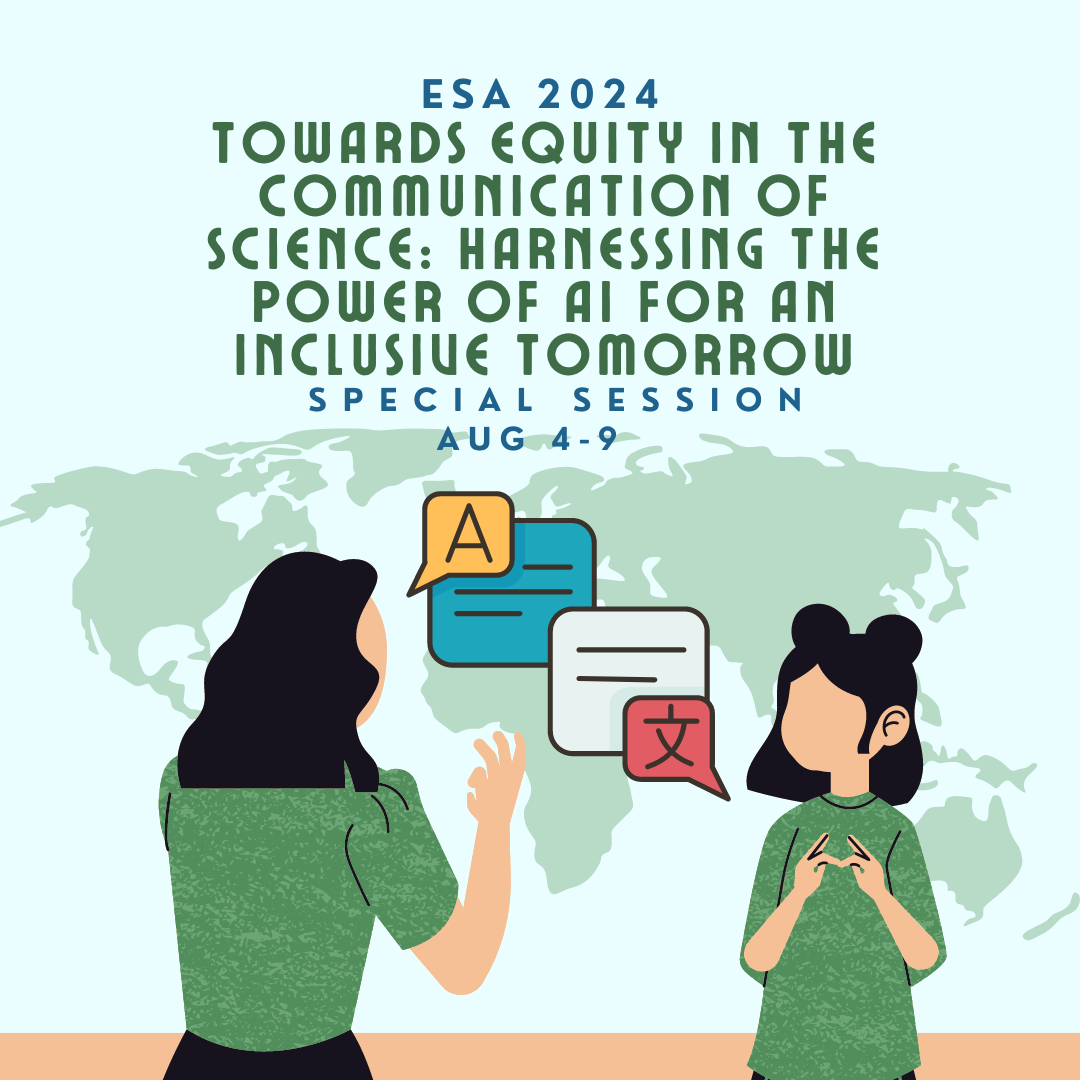 ESA 2024
TOWARDS EQUITY IN THE
COMMUNICATION OF
SCIENCE: HARNESSING THE
POWER OF AI FOR AN
INCLUSIVE TOMORROW
SPECIAL SESSION
AUG 4-9
A
文